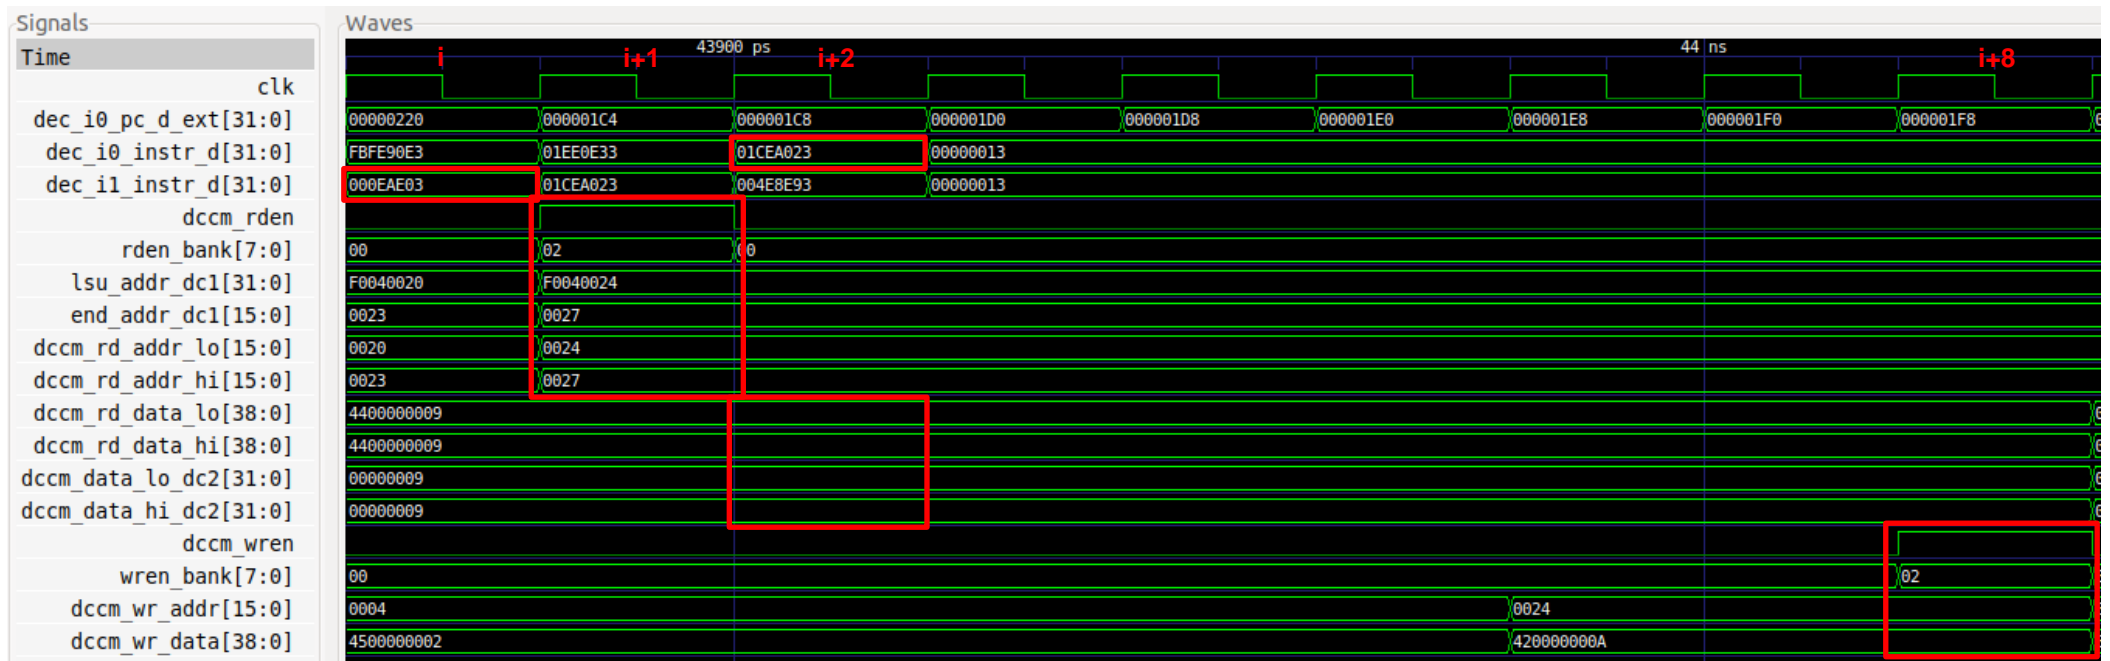 Signals Waves
Time 43900 ps 44 ns
i i+1 i+2 i+8
clk
dec_i0_pc_d_ext[31:0] 00000220 000001C4 000001C8 000001D0 000001D8 000001E0 000001E8 000001F0 000001F8
dec_i0_instr_d[31:0] FBFE90E3 01EE0E33 01CEA023 00000013
dec_i1_instr_d[31:0] 000EAE03 01CEA023 004E8E93 00000013
dccm_rden
rden_bank[7:0] 00 02 00
lsu_addr_dc1[31:0] F0040020 F0040024
end_addr_dc1[15:0] 0023 0027
dccm_rd_addr_lo[15:0] 0020 0024
dccm_rd_addr_hi[15:0] 0023 0027
dccm_rd_data_lo[38:0] 4400000009
dccm_rd_data_hi[38:0] 4400000009
dccm_data_lo_dc2[31:0] 00000009
dccm_data_hi_dc2[31:0] 00000009
dccm_wren
wren_bank[7:0] 00 02
dccm_wr_addr[15:0] 0004 0024
dccm_wr_data[38:0] 4500000002 420000000A